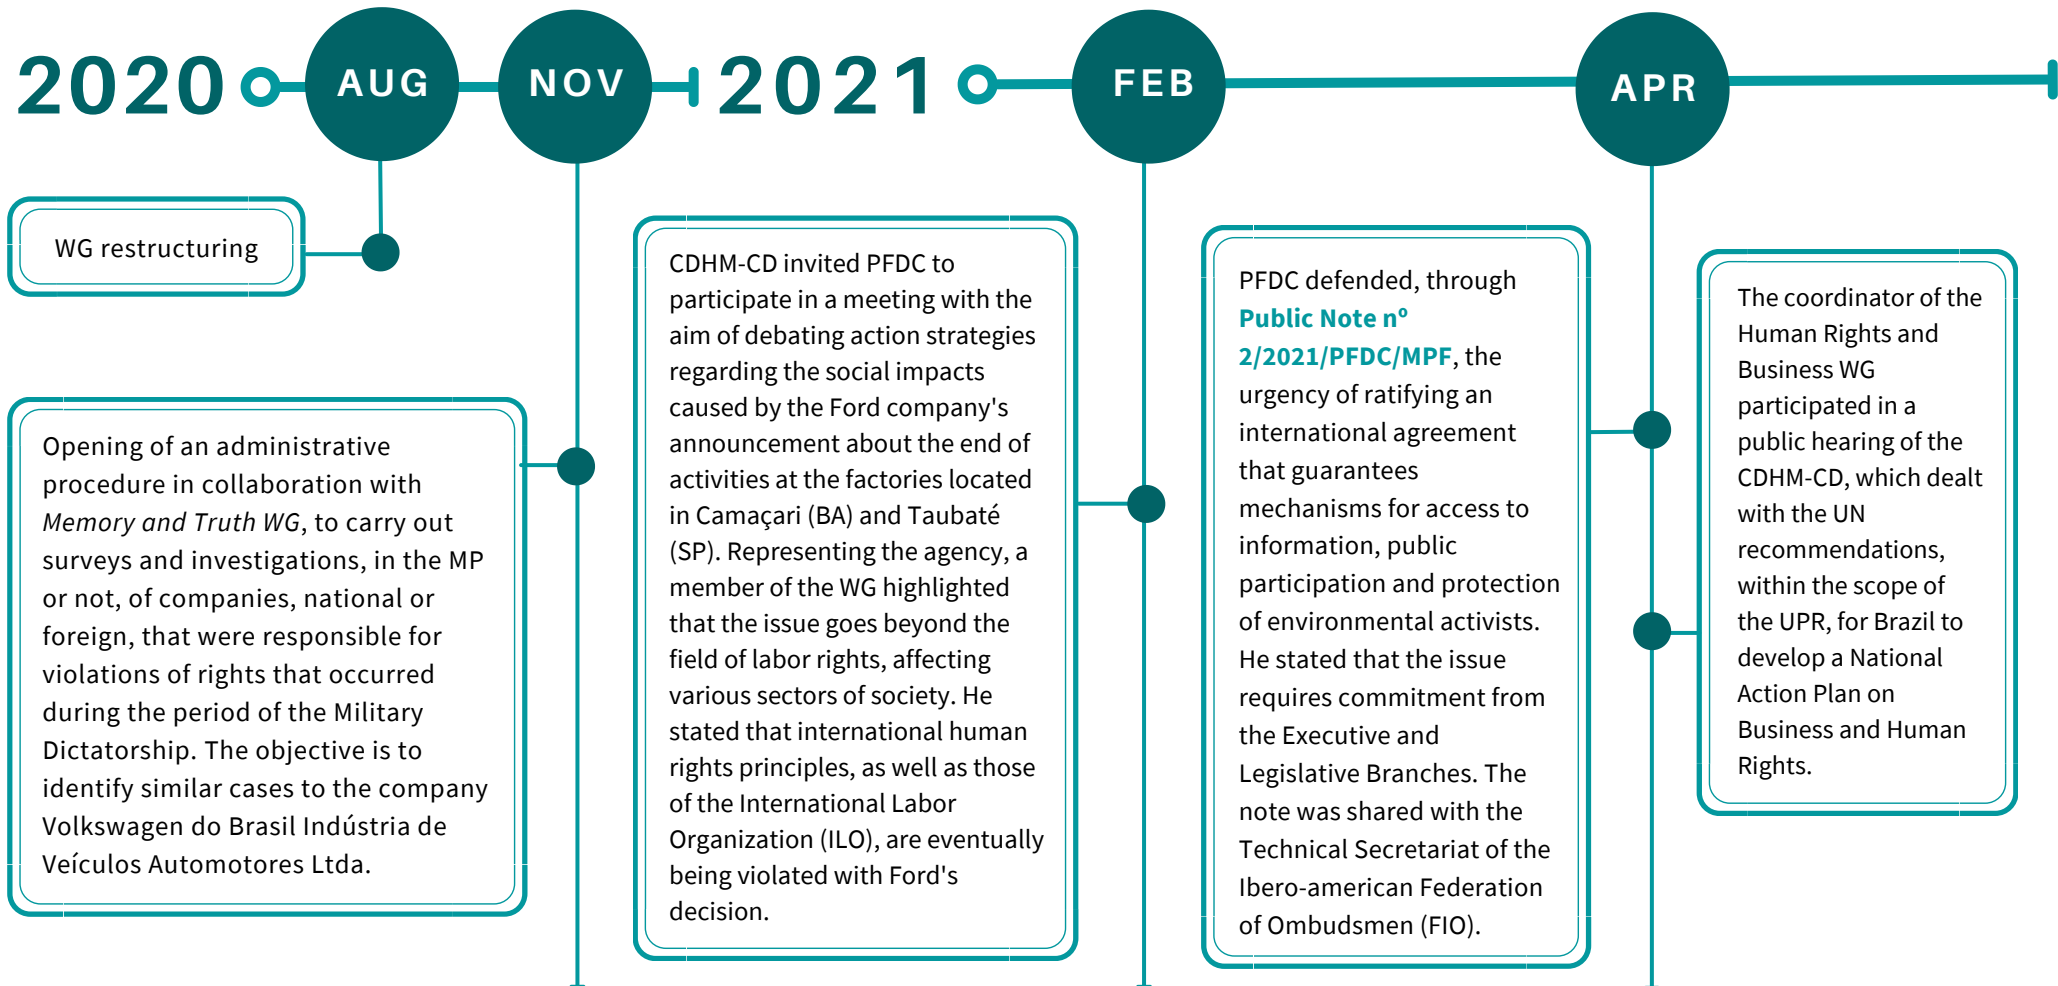 2020
AUG
NOV
2021
FEB
APR
WG restructuring
Opening of an administrative
procedure in collaboration with
Memory and Truth WG, to carry out
surveys and investigations, in the MP
or not, of companies, national or
foreign, that were responsible for
violations of rights that occurred
during the period of the Military
Dictatorship. The objective is to
identify similar cases to the company
Volkswagen do Brasil Indústria de
Veículos Automotores Ltda.
CDHM-CD invited PFDC to
participate in a meeting with the
aim of debating action strategies
regarding the social impacts
caused by the Ford company's
announcement about the end of
activities at the factories located
in Camaçari (BA) and Taubaté
(SP). Representing the agency, a
member of the WG highlighted
that the issue goes beyond the
field of labor rights, affecting
various sectors of society. He
stated that international human
rights principles, as well as those
of the International Labor
Organization (ILO), are eventually
being violated with Ford's
decision.
PFDC defended, through
Public Note nº
2/2021/PFDC/MPF, the
urgency of ratifying an
international agreement
that guarantees
mechanisms for access to
information, public
participation and protection
of environmental activists.
He stated that the issue
requires commitment from
the Executive and
Legislative Branches. The
note was shared with the
Technical Secretariat of the
Ibero-american Federation
of Ombudsmen (FIO).
The coordinator of the
Human Rights and
Business WG
participated in a
public hearing of the
CDHM-CD, which dealt
with the UN
recommendations,
within the scope of
the UPR, for Brazil to
develop a National
Action Plan on
Business and Human
Rights.